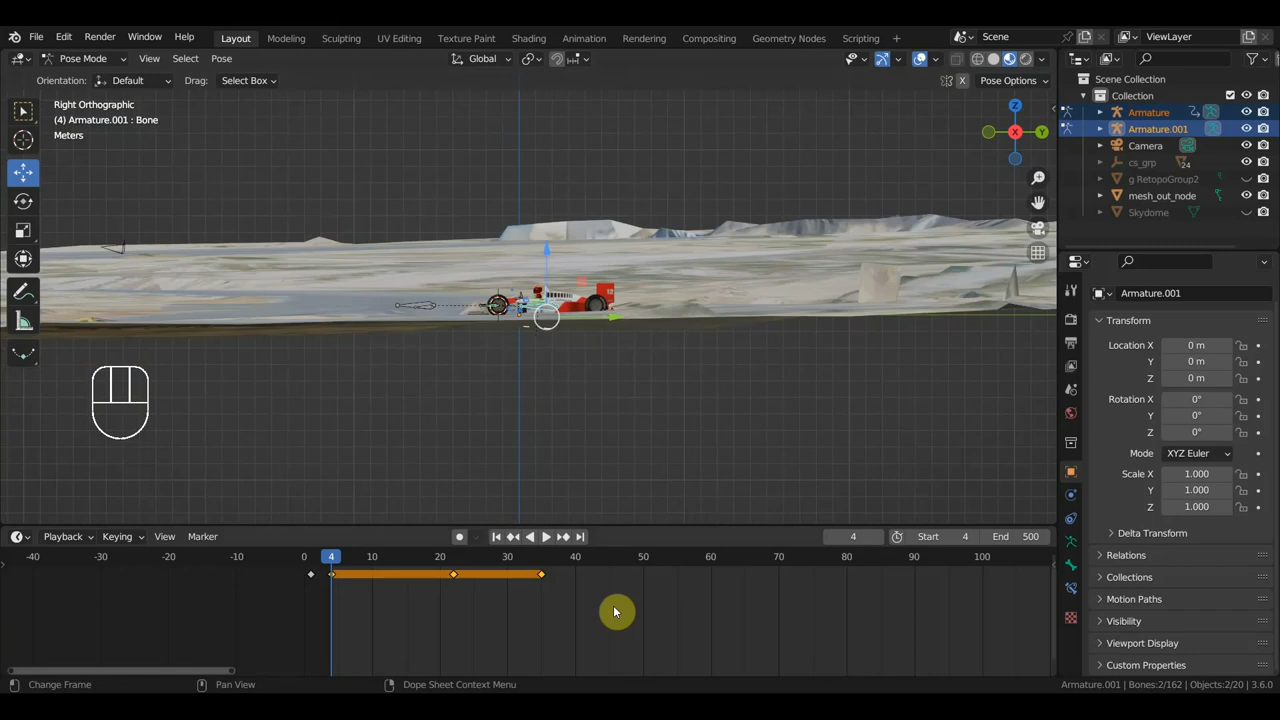 File Edit Render Window Help Layout Modeling Sculpting UV Editing Texture Paint Shading Animation Rendering Compositing Geometry Nodes Scripting + Scene ViewLayer
Pose Mode View Select Pose Global
Orientation: Default Drag: Select Box X Pose Options
Right Orthographic
(4) Armature.001 : Bone
Meters
Z
Y
X
Scene Collection
Collection
Armature
Armature.001
Camera
cs_grp 24
g RetopoGroup2
mesh_out_node
Skydome
Armature.001
Transform
Location X 0 m
Y 0 m
Z 0 m
Rotation X 0°
Y 0°
Z 0°
Mode XYZ Euler
Scale X 1.000
Y 1.000
Z 1.000
Delta Transform
Relations
Collections
Motion Paths
Visibility
Viewport Display
Custom Properties
Playback Keying View Marker 4 Start 4 End 500
-40 -30 -20 -10 0 4 10 20 30 40 50 60 70 80 90 100
Change Frame Pan View Dope Sheet Context Menu Armature.001 | Bones:2/162 | Objects:2/20 | 3.6.0